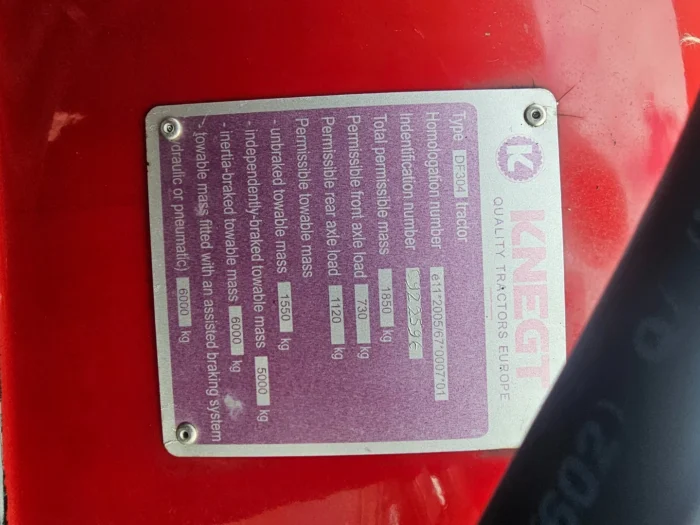 KNEGT
QUALITY TRACTORS EUROPE
Type DF304 tractor
Homologation number e11*2005/67*0007*01
Indentification number
Total permissible mass 1850 kg
Permissible front axle load 730 kg
Permissible rear axle load 1120 kg
Permissible towable mass
- unbraked towable mass 1550 kg
- independently-braked towable mass 5000 kg
- inertia-braked towable mass 6000 kg
- towable mass fitted with an assisted braking system
draulic or pneumatic) 6000 kg
602)